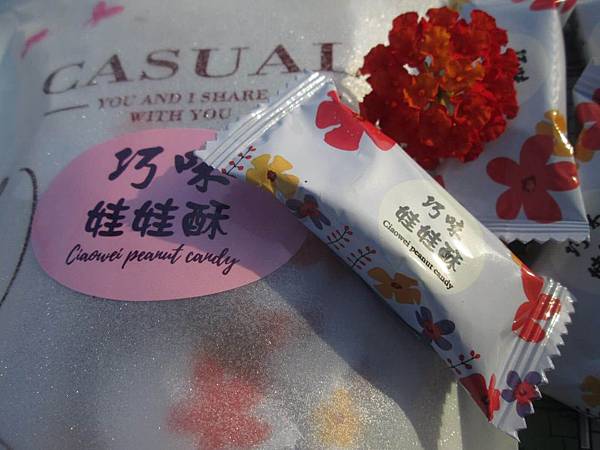 CASUAL
YOU AND I SHARE
WITH YOU
巧味
娃娃酥
Ciaowei peanut candy
巧味
娃娃酥
Ciaowei peanut candy